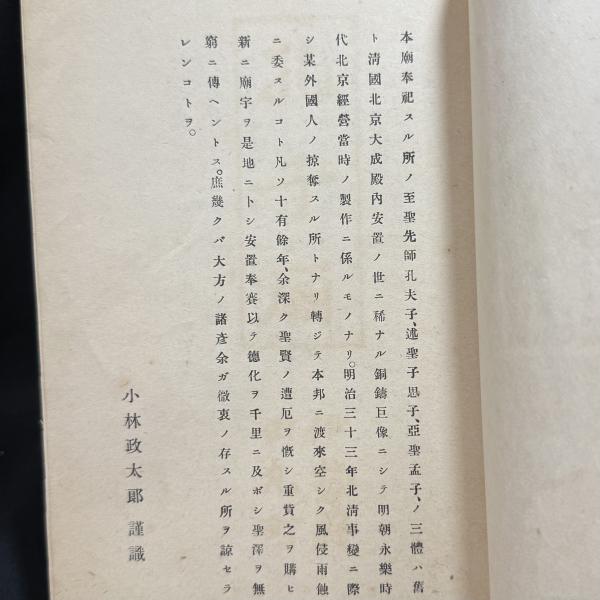 本廟奉祀スル所ノ至聖先師孔夫子、述聖子思子、亞聖孟子、ノ三體ハ舊
ト淸國北京大成殿內安置ノ世ニ稀ナル銅鑄巨像ニシテ明朝永樂時
代北京經營當時ノ製作ニ係ルモノナリ。明治三十三年北淸事變ニ際
シ某外國人ノ掠奪スル所トナリ轉ジテ本邦ニ渡來空シク風侵雨蝕
ニ委スルコト凡ソ十有餘年、余深ク聖賢ノ遭厄ヲ慨シ重貲之ヲ購ヒ
新ニ廟宇ヲ是地ニトシ安置奉賽以テ德化ヲ千里ニ及ボシ聖澤ヲ無
窮ニ傳ヘントス。庶幾クバ大方ノ諸彥余ガ微衷ノ存スル所ヲ諒セラ
レンコトヲ。
小林政太郞謹識